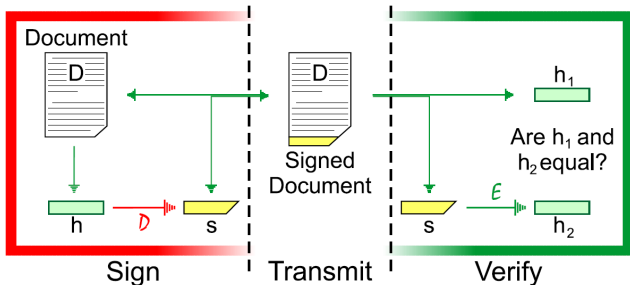 Document
D
h
D
s
Sign
D
Signed
Document
Transmit
h₁
Are h₁ and
h₂ equal?
s
E
h₂
Verify